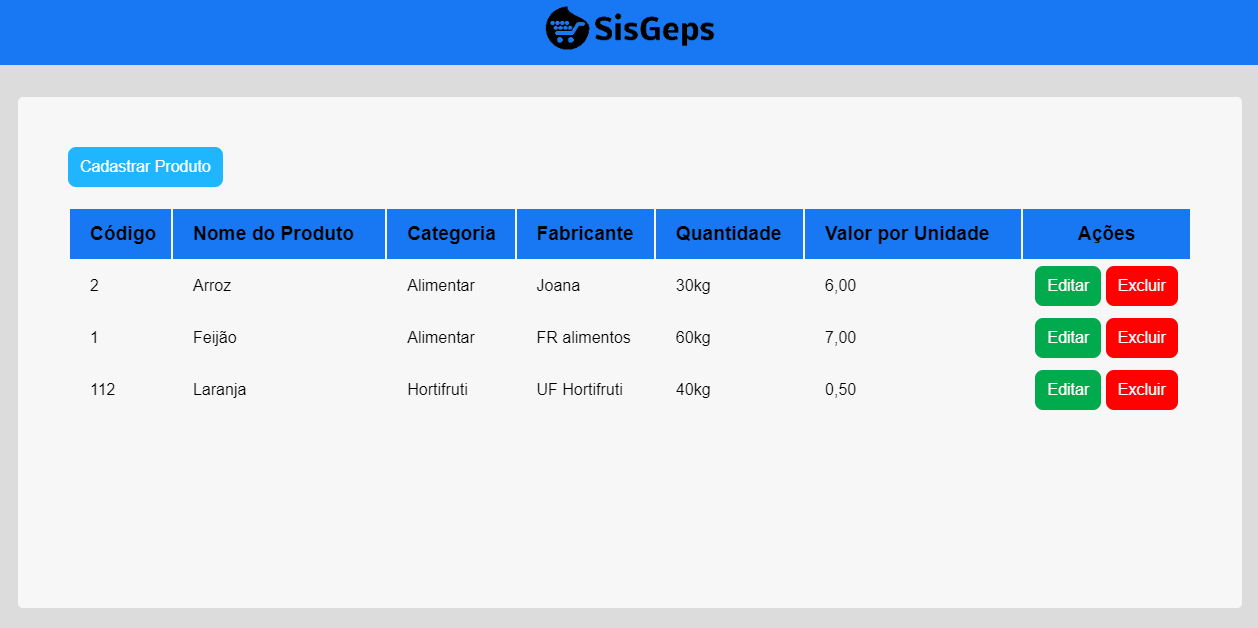 SisGeps
Cadastrar Produto
Código Nome do Produto Categoria Fabricante Quantidade Valor por Unidade Ações
2 Arroz Alimentar Joana 30kg 6,00 Editar Excluir
1 Feijão Alimentar FR alimentos 60kg 7,00 Editar Excluir
112 Laranja Hortifruti UF Hortifruti 40kg 0,50 Editar Excluir